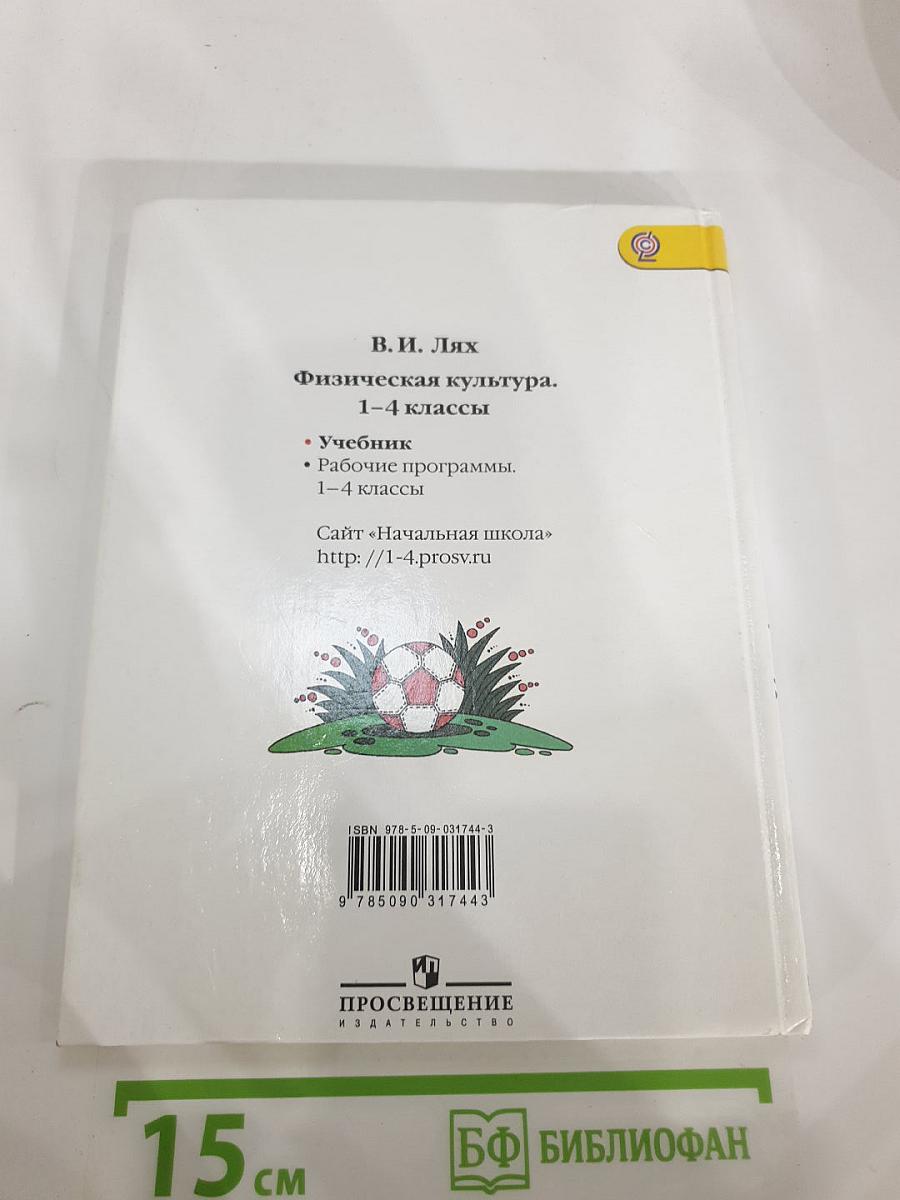 В. И. Лях
Физическая культура.
1–4 классы
• Учебник
• Рабочие программы.
1–4 классы
Сайт «Начальная школа»
http: //1-4.prosv.ru
ISBN 978-5-09-031744-3
9 785090 317443
ИП
ПРОСВЕЩЕНИЕ
ИЗДАТЕЛЬСТВО
15 см
БФ БИБЛИОФАН